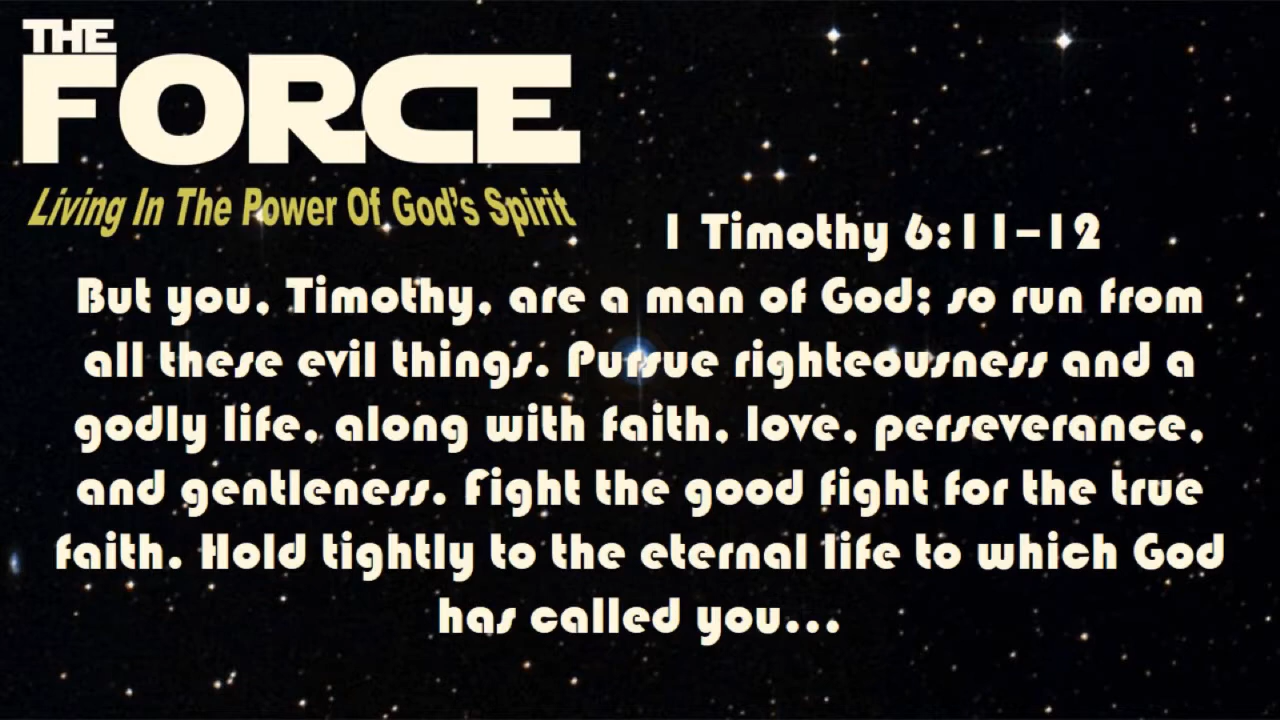 THE
FORCE
Living In The Power Of God's Spirit
1 Timothy 6:11–12
But you, Timothy, are a man of God; so run from
all these evil things. Pursue righteousness and a
godly life, along with faith, love, perseverance,
and gentleness. Fight the good fight for the true
faith. Hold tightly to the eternal life to which God
has called you...